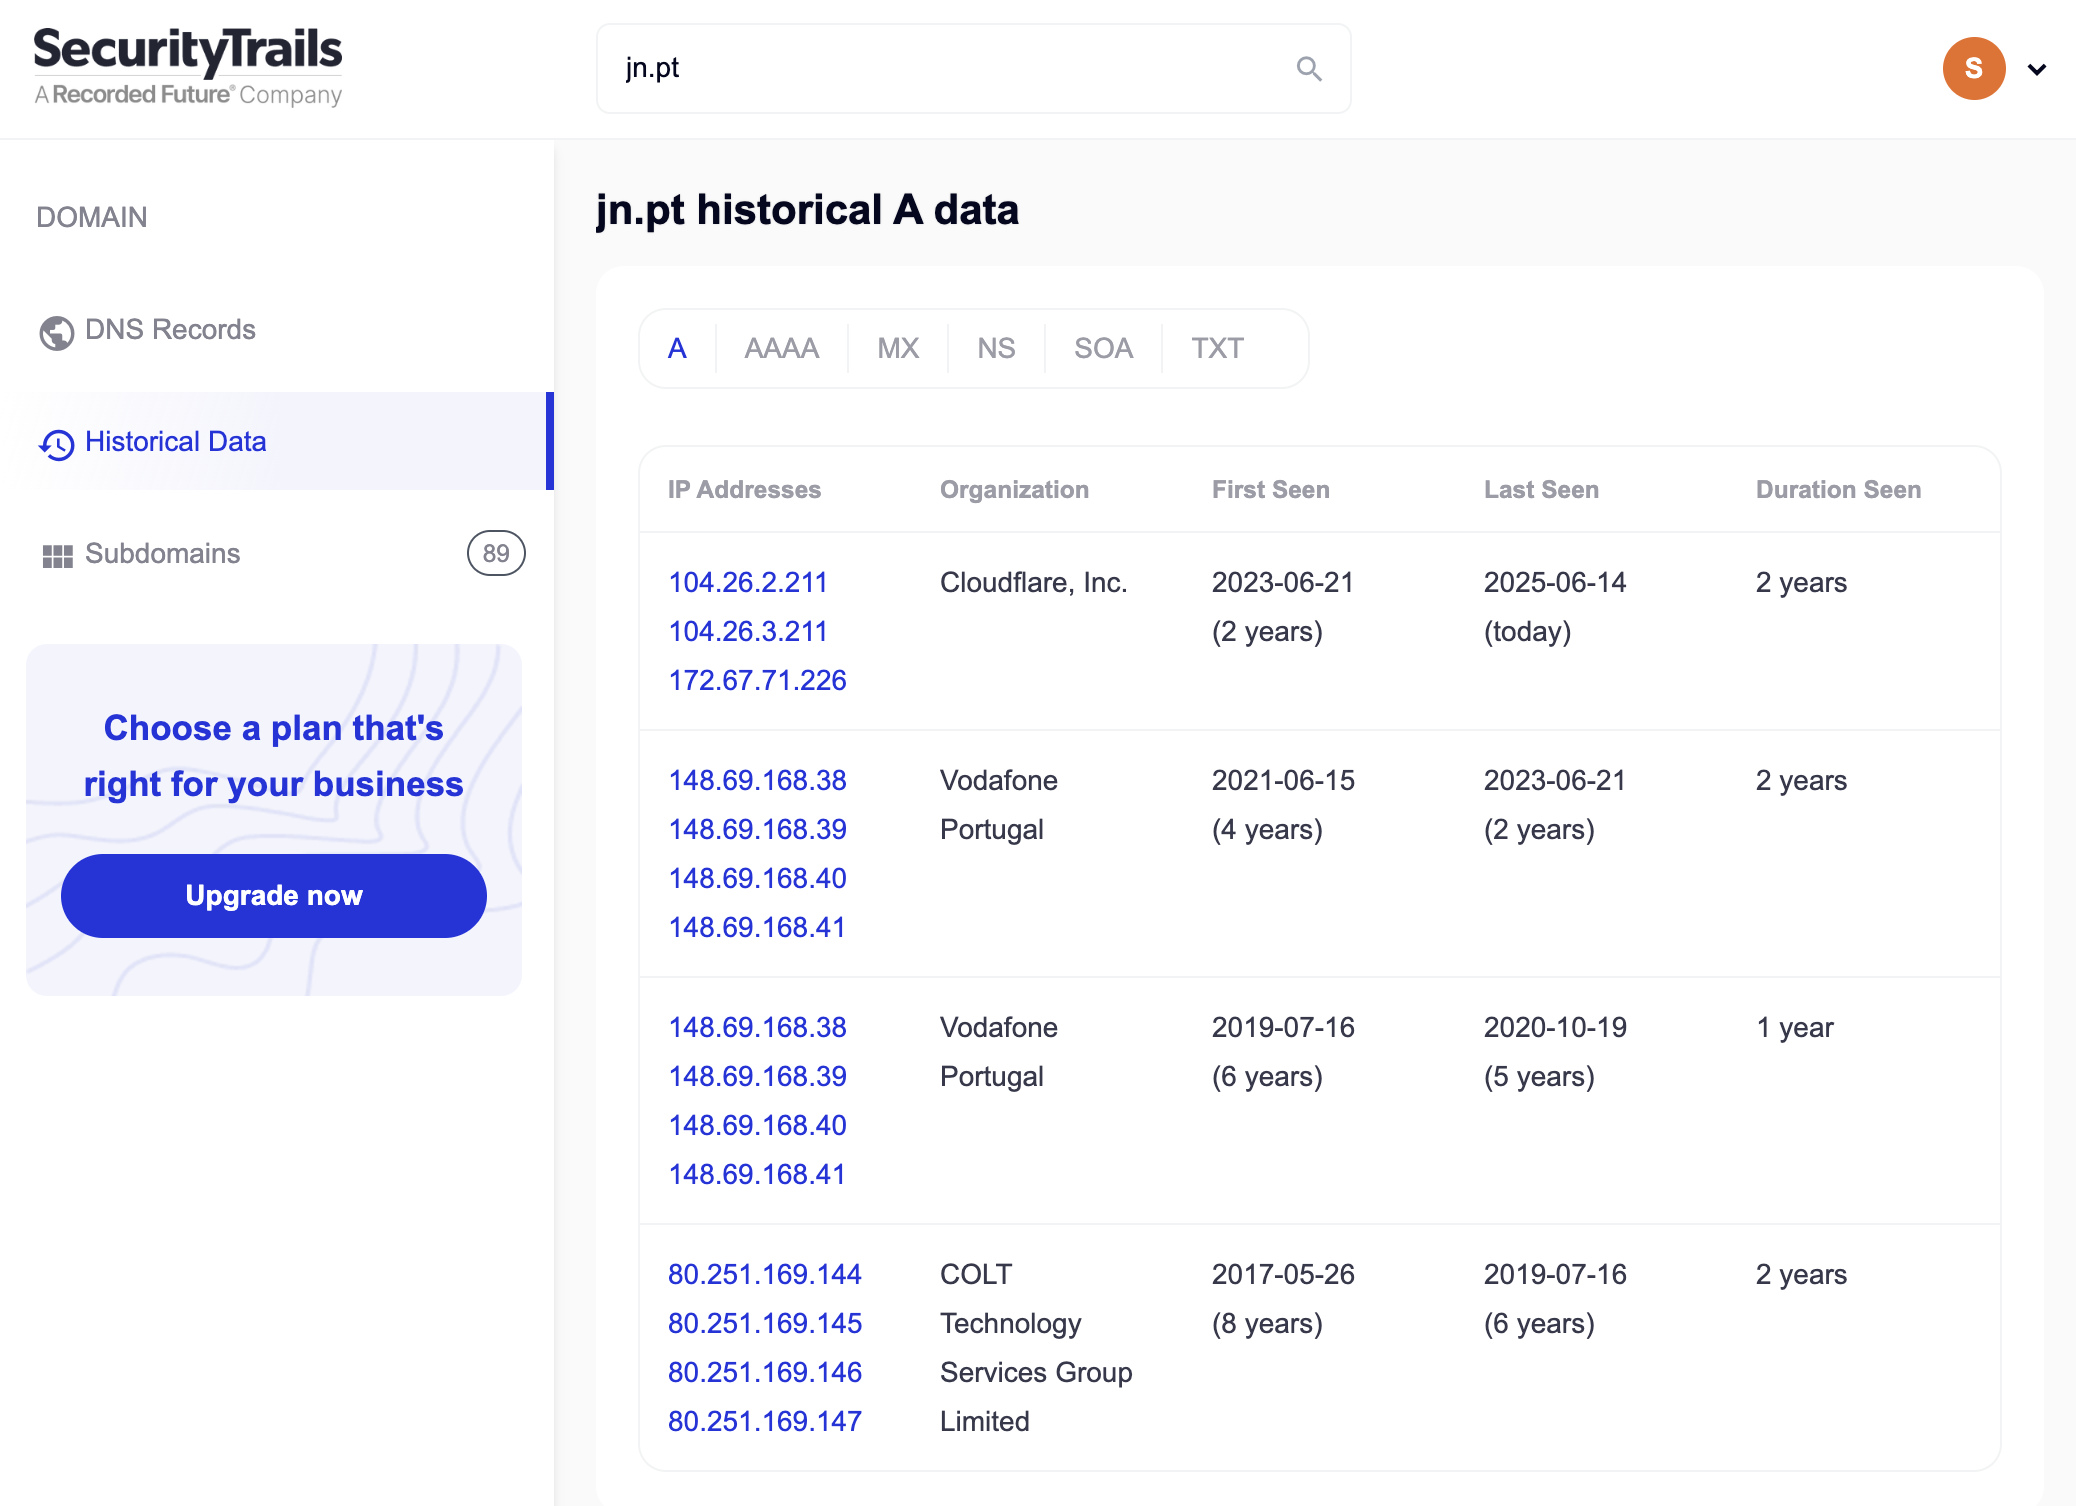 SecurityTrails
A Recorded Future® Company
jn.pt
S
DOMAIN
DNS Records
Historical Data
Subdomains 89
Choose a plan that's
right for your business
Upgrade now
jn.pt historical A data
A AAAA MX NS SOA TXT
IP Addresses Organization First Seen Last Seen Duration Seen
104.26.2.211 Cloudflare, Inc. 2023-06-21 2025-06-14 2 years
104.26.3.211 (2 years) (today)
172.67.71.226
148.69.168.38 Vodafone 2021-06-15 2023-06-21 2 years
148.69.168.39 Portugal (4 years) (2 years)
148.69.168.40
148.69.168.41
148.69.168.38 Vodafone 2019-07-16 2020-10-19 1 year
148.69.168.39 Portugal (6 years) (5 years)
148.69.168.40
148.69.168.41
80.251.169.144 COLT 2017-05-26 2019-07-16 2 years
80.251.169.145 Technology (8 years) (6 years)
80.251.169.146 Services Group
80.251.169.147 Limited